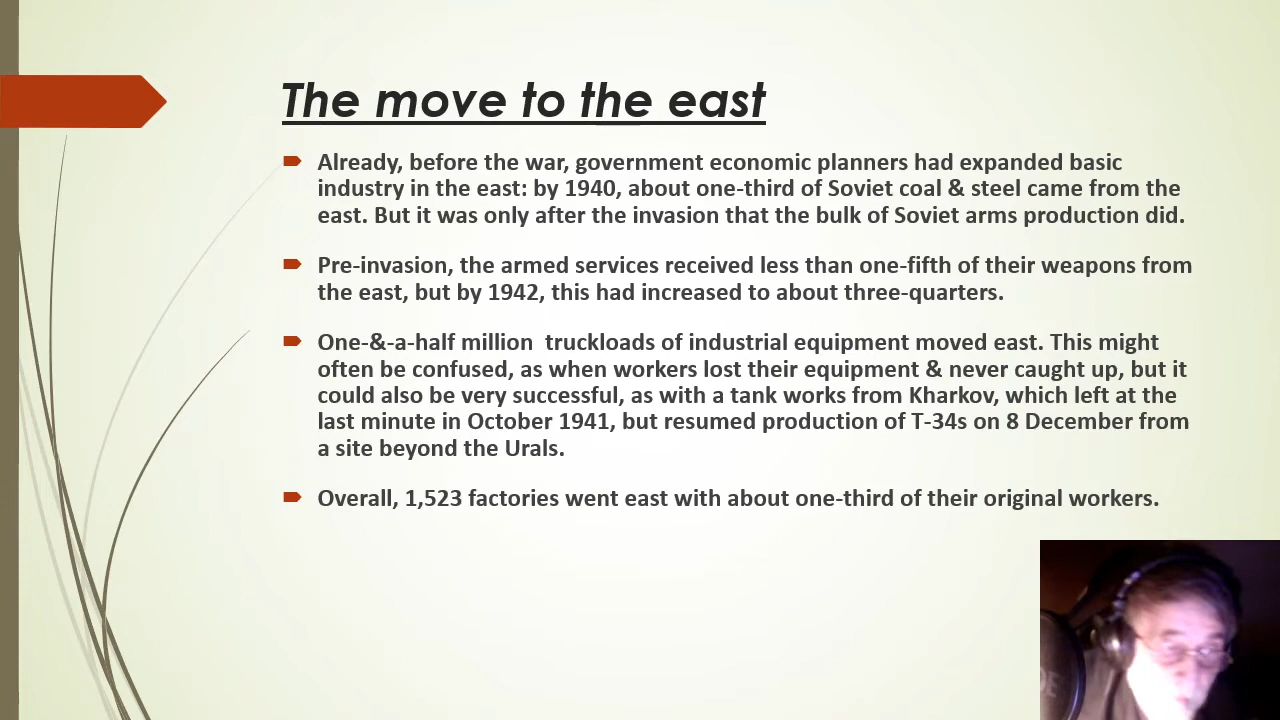 The move to the east
Already, before the war, government economic planners had expanded basic
industry in the east: by 1940, about one-third of Soviet coal & steel came from the
east. But it was only after the invasion that the bulk of Soviet arms production did.
Pre-invasion, the armed services received less than one-fifth of their weapons from
the east, but by 1942, this had increased to about three-quarters.
One-&-a-half million  truckloads of industrial equipment moved east. This might
often be confused, as when workers lost their equipment & never caught up, but it
could also be very successful, as with a tank works from Kharkov, which left at the
last minute in October 1941, but resumed production of T-34s on 8 December from
a site beyond the Urals.
Overall, 1,523 factories went east with about one-third of their original workers.